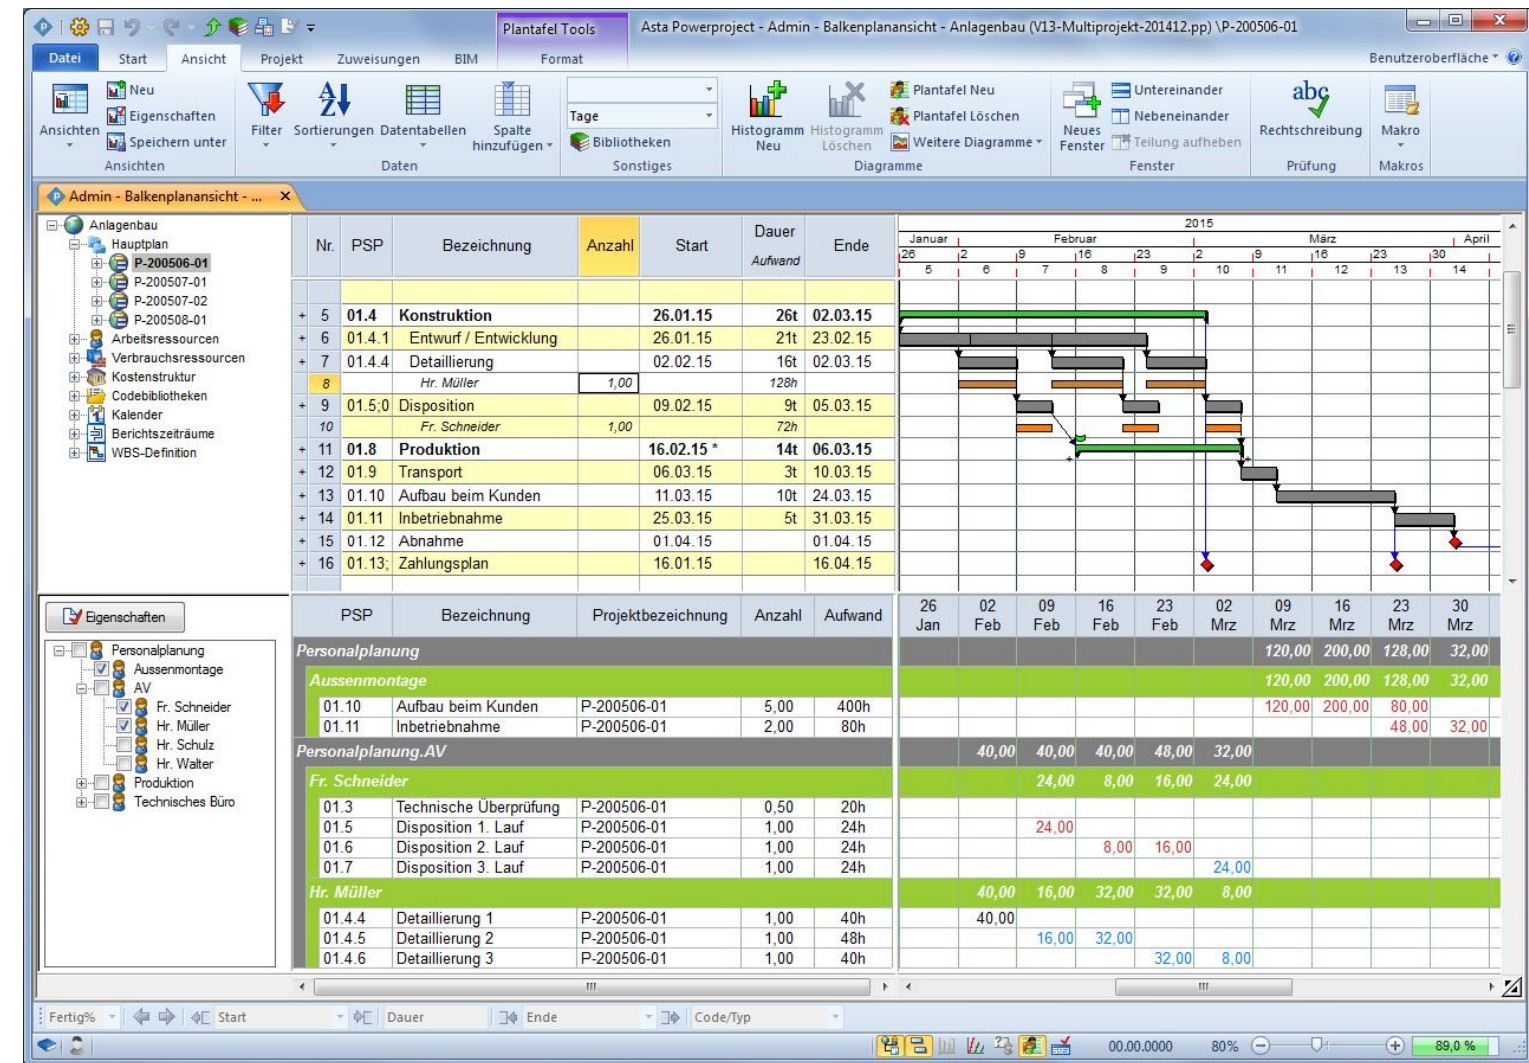 Plantafel Tools Asta Powerproject - Admin - Balkenplanansicht - Anlagenbau (V13-Multiprojekt-201412.pp) \P-200506-01
Datei Start Ansicht Projekt Zuweisungen BIM Format Benutzeroberfläche
Ansichten Neu Eigenschaften Speichern unter
Filter Sortierungen Datentabellen Spalte hinzufügen
Tage
Bibliotheken
Histogramm Neu Histogramm Löschen
Plantafel Neu
Plantafel Löschen
Weitere Diagramme
Neues Fenster
Untereinander
Nebeneinander
Teilung aufheben
abc Rechtschreibung Makro
Ansichten Daten Sonstiges Diagramme Fenster Prüfung Makros
Admin - Balkenplanansicht - ... X
Anlagenbau
Hauptplan
P-200506-01
P-200507-01
P-200507-02
P-200508-01
Arbeitsressourcen
Verbrauchsressourcen
Kostenstruktur
Codebibliotheken
Kalender
Berichtszeiträume
WBS-Definition
Nr. PSP Bezeichnung Anzahl Start Dauer Aufwand Ende
2015
Januar Februar März April
26 2 9 16 23 2 9 16 23 30
5 6 7 8 9 10 11 12 13 14
+ 5 01.4 Konstruktion 26.01.15 26t 02.03.15
+ 6 01.4.1 Entwurf / Entwicklung 26.01.15 21t 23.02.15
+ 7 01.4.4 Detaillierung 02.02.15 16t 02.03.15
8 Hr. Müller 1,00 128h
+ 9 01.5;0 Disposition 09.02.15 9t 05.03.15
10 Fr. Schneider 1,00 72h
+ 11 01.8 Produktion 16.02.15 * 14t 06.03.15
+ 12 01.9 Transport 06.03.15 3t 10.03.15
+ 13 01.10 Aufbau beim Kunden 11.03.15 10t 24.03.15
+ 14 01.11 Inbetriebnahme 25.03.15 5t 31.03.15
+ 15 01.12 Abnahme 01.04.15 01.04.15
+ 16 01.13; Zahlungsplan 16.01.15 16.04.15
Eigenschaften
Personalplanung
Aussenmontage
AV
Fr. Schneider
Hr. Müller
Hr. Schulz
Hr. Walter
Produktion
Technisches Büro
PSP Bezeichnung Projektbezeichnung Anzahl Aufwand 26 Jan 02 Feb 09 Feb 16 Feb 23 Feb 02 Mrz 09 Mrz 16 Mrz 23 Mrz 30 Mrz
Personalplanung 120,00 200,00 128,00 32,00
Aussenmontage 120,00 200,00 128,00 32,00
01.10 Aufbau beim Kunden P-200506-01 5,00 400h 120,00 200,00 80,00
01.11 Inbetriebnahme P-200506-01 2,00 80h 48,00 32,00
Personalplanung.AV 40,00 40,00 40,00 48,00 32,00
Fr. Schneider 24,00 8,00 16,00 24,00
01.3 Technische Überprüfung P-200506-01 0,50 20h
01.5 Disposition 1. Lauf P-200506-01 1,00 24h 24,00
01.6 Disposition 2. Lauf P-200506-01 1,00 24h 8,00 16,00
01.7 Disposition 3. Lauf P-200506-01 1,00 24h 24,00
Hr. Müller 40,00 16,00 32,00 32,00 8,00
01.4.4 Detaillierung 1 P-200506-01 1,00 40h 40,00
01.4.5 Detaillierung 2 P-200506-01 1,00 48h 16,00 32,00
01.4.6 Detaillierung 3 P-200506-01 1,00 40h 32,00 8,00
Fertig% Start Dauer Ende Code/Typ
00.00.0000 80% 89,0 %